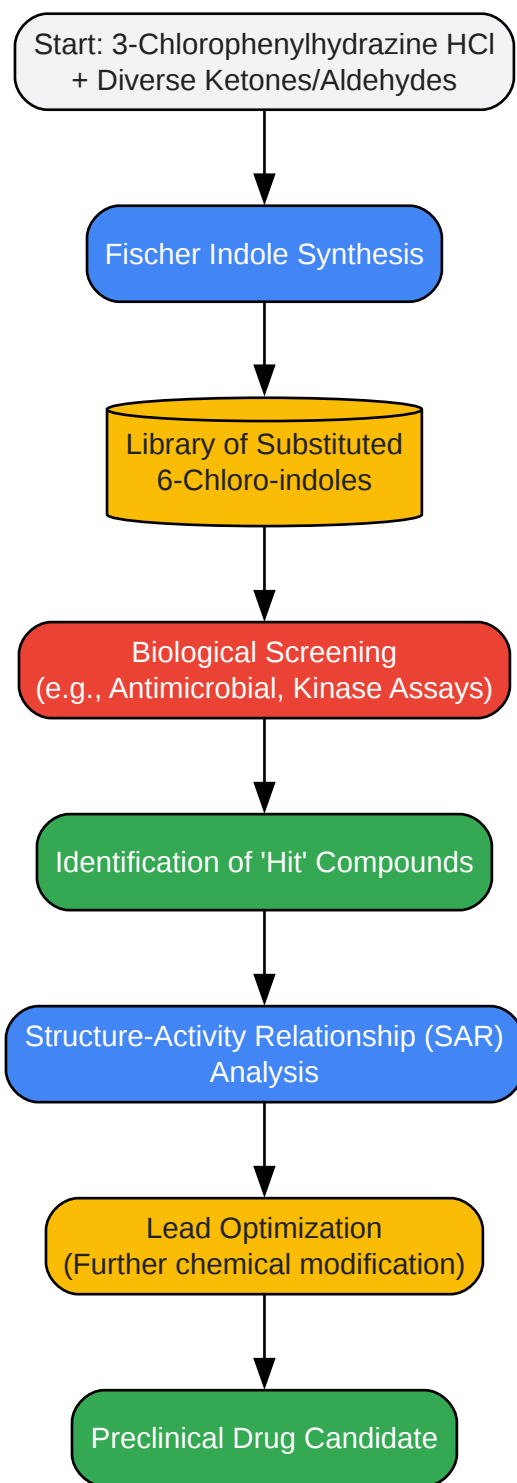 Start: 3-Chlorophenylhydrazine HCl
+ Diverse Ketones/Aldehydes
Fischer Indole Synthesis
Library of Substituted
6-Chloro-indoles
Biological Screening
(e.g., Antimicrobial, Kinase Assays)
Identification of 'Hit' Compounds
Structure-Activity Relationship (SAR)
Analysis
Lead Optimization
(Further chemical modification)
Preclinical Drug Candidate